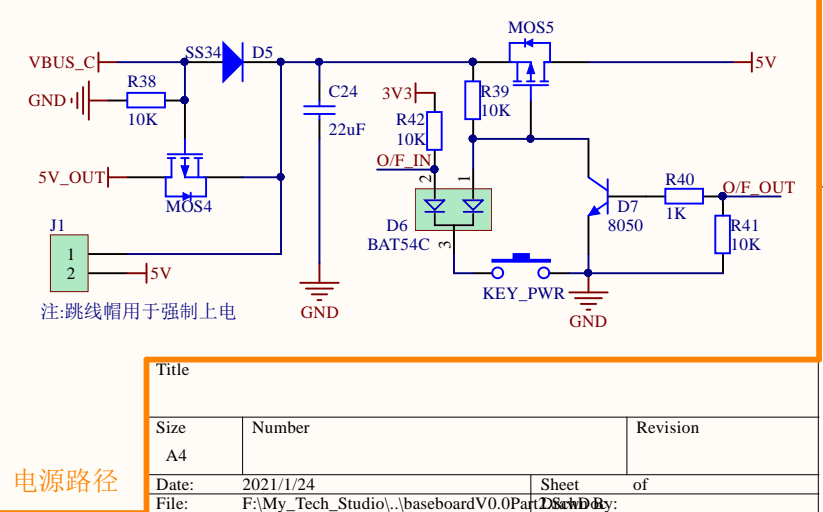 MOS5
VBUS_C
SS34
D5
5V
R38
GND
10K
C24
22uF
3V3
R39
10K
R42
10K
O/F_IN
2
1
5V_OUT
MOS4
R40
O/F_OUT
1K
D7
8050
R41
10K
D6
BAT54C
3
J1
1
2
5V
KEY_PWR
GND
GND
注:跳线帽用于强制上电
Title
Size
Number
Revision
A4
电源路径
Date:
2021/1/24
Sheet
of
File:
F:\My_Tech_Studio\..\baseboardV0.0Part2.SchDoc
Drawn By: